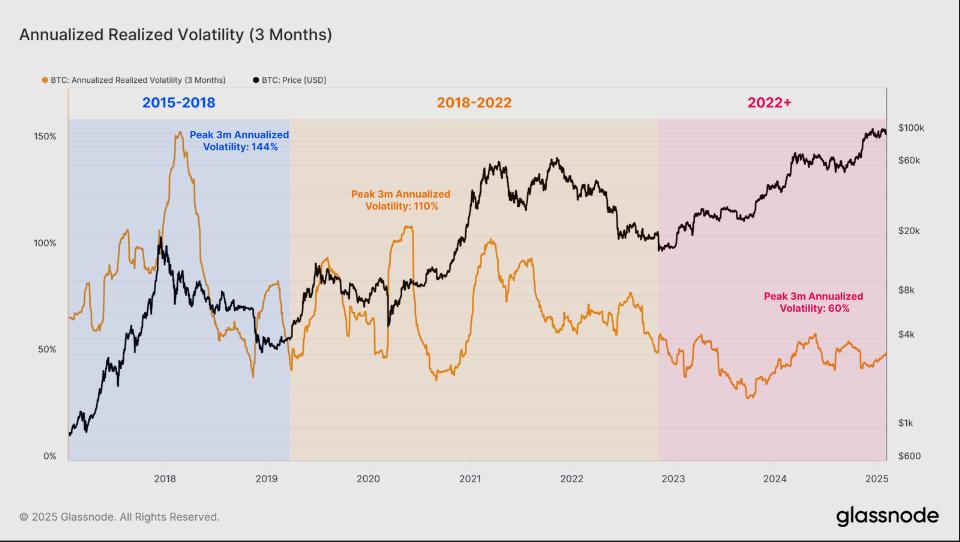 Annualized Realized Volatility (3 Months)
BTC: Annualized Realized Volatility (3 Months) BTC: Price [USD]
2015-2018 2018-2022 2022+
Peak 3m Annualized
Volatility: 144%
Peak 3m Annualized
Volatility: 110%
Peak 3m Annualized
Volatility: 60%
150%
100%
50%
0%
$100k
$60k
$20k
$8k
$4k
$1k
$600
2018 2019 2020 2021 2022 2023 2024 2025
© 2025 Glassnode. All Rights Reserved.
glassnode